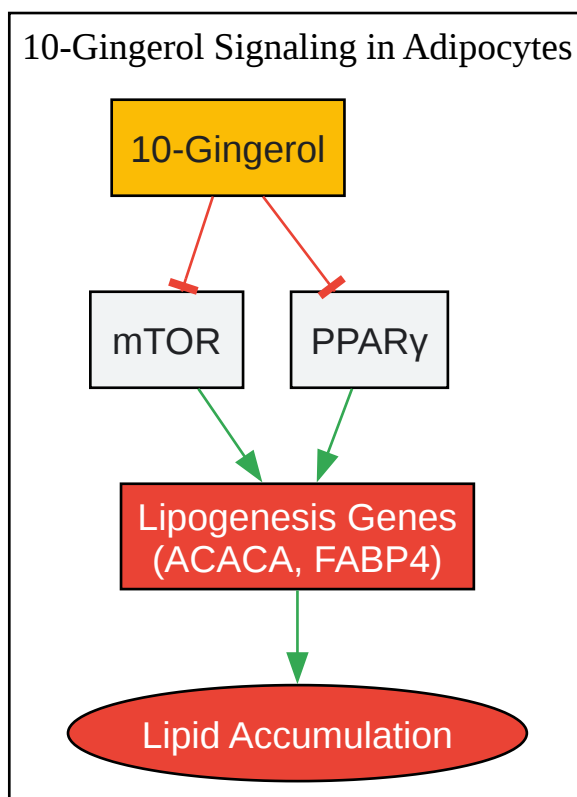 10-Gingerol Signaling in Adipocytes
10-Gingerol
mTOR
PPARγ
Lipogenesis Genes
(ACACA, FABP4)
Lipid Accumulation